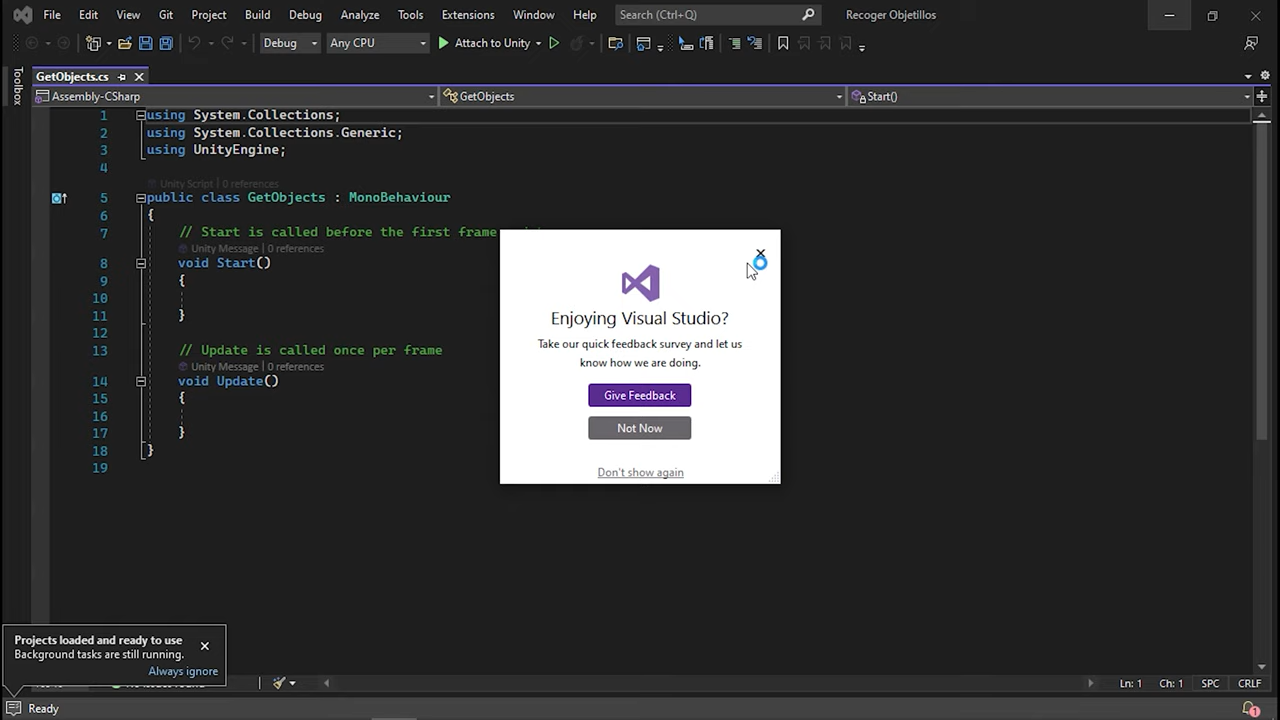 File Edit View Git Project Build Debug Analyze Tools Extensions Window Help Search (Ctrl+Q) Recoger Objetillos
Debug Any CPU Attach to Unity
Toolbox
GetObjects.cs
Assembly-CSharp GetObjects Start()
1 using System.Collections;
2 using System.Collections.Generic;
3 using UnityEngine;
4
Unity Script | 0 references
5 public class GetObjects : MonoBehaviour
6 {
7 // Start is called before the first frame
Unity Message | 0 references
8 void Start()
9 {
10
11 }
12
13 // Update is called once per frame
Unity Message | 0 references
14 void Update()
15 {
16
17 }
18 }
19
Enjoying Visual Studio?
Take our quick feedback survey and let us
know how we are doing.
Give Feedback
Not Now
Don't show again
Projects loaded and ready to use
Background tasks are still running.
Always ignore
Ln: 1 Ch: 1 SPC CRLF
Ready 1